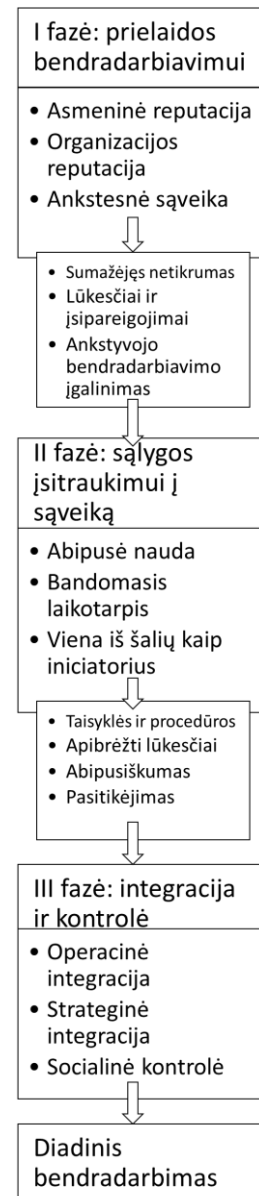 I fazė: prielaidos
bendradarbiavimui
• Asmeninė reputacija
• Organizacijos
reputacija
• Ankstesnė sąveika
• Sumažėjęs netikrumas
• Lūkesčiai ir
įsipareigojimai
• Ankstyvojo
bendradarbiavimo
įgalinimas
II fazė: sąlygos
įsitraukimui į
sąveiką
• Abipusė nauda
• Bandomasis
laikotarpis
• Viena iš šalių kaip
iniciatorius
• Taisyklės ir procedūros
• Apibrėžti lūkesčiai
• Abipusiškumas
• Pasitikėjimas
III fazė: integracija
ir kontrolė
• Operacinė
integracija
• Strateginė
integracija
• Socialinė kontrolė
Diadinis
bendradarbimas